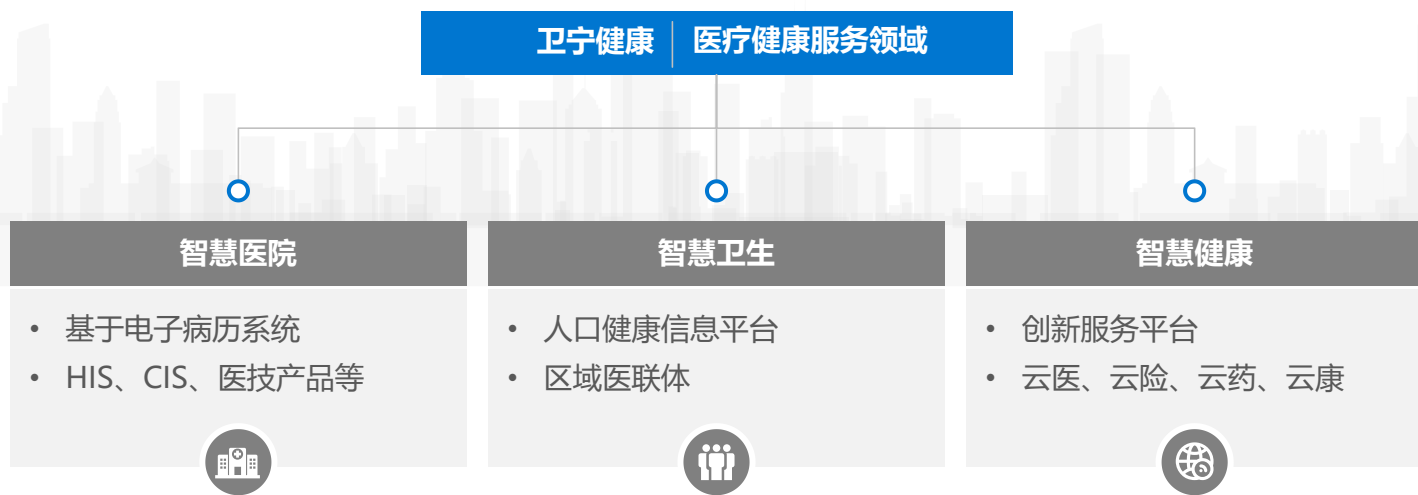 卫宁健康 | 医疗健康服务领域
智慧医院
• 基于电子病历系统
• HIS、CIS、医技产品等
智慧卫生
• 人口健康信息平台
• 区域医联体
智慧健康
• 创新服务平台
• 云医、云险、云药、云康